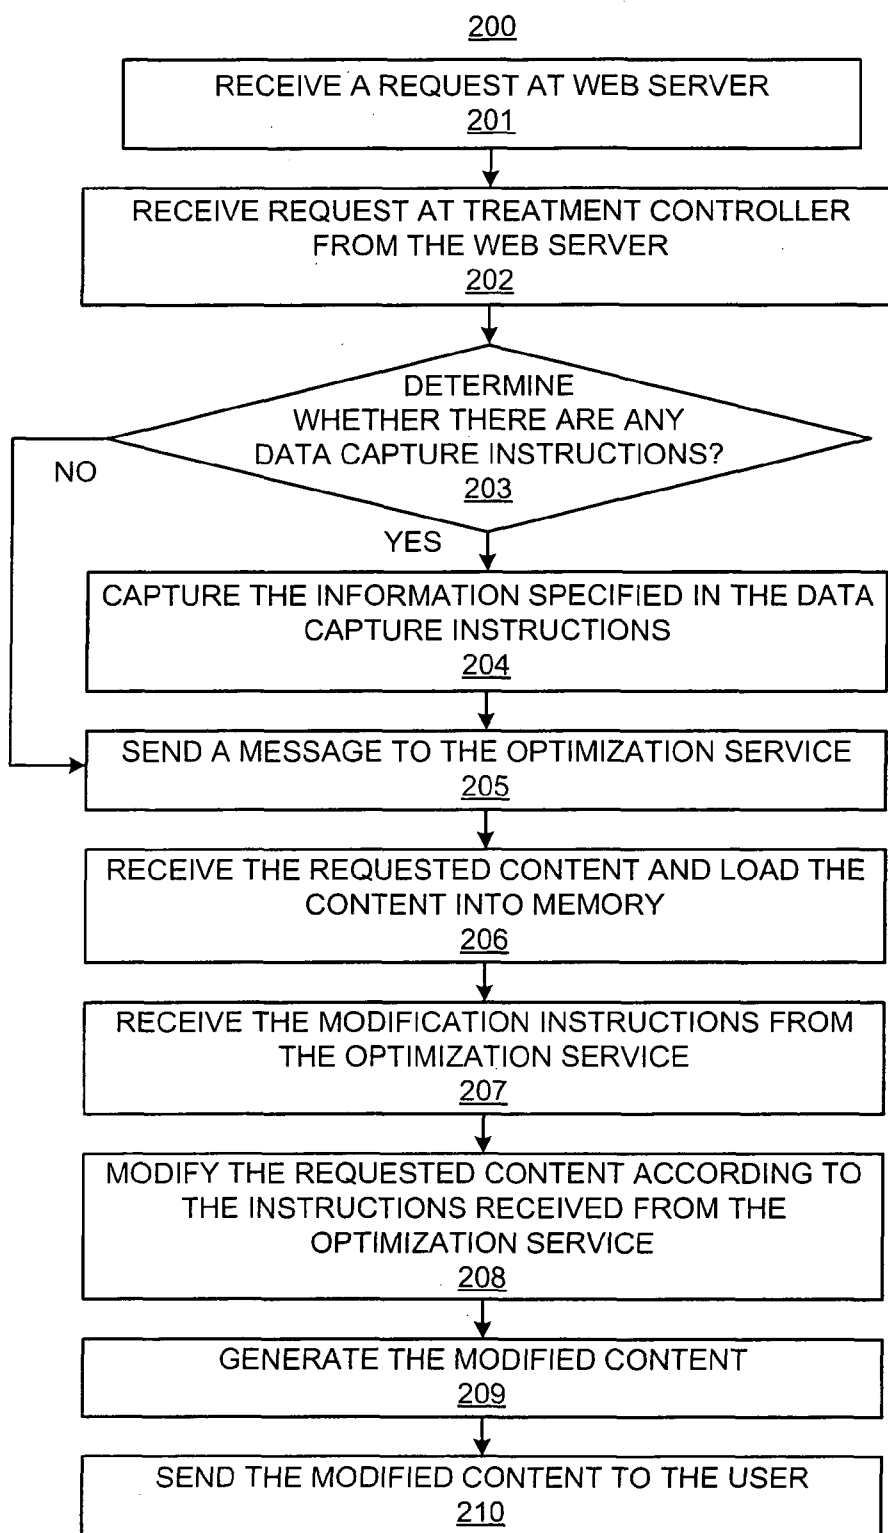 200
RECEIVE A REQUEST AT WEB SERVER
201
RECEIVE REQUEST AT TREATMENT CONTROLLER
FROM THE WEB SERVER
202
DETERMINE
WHETHER THERE ARE ANY
DATA CAPTURE INSTRUCTIONS?
203
NO
YES
CAPTURE THE INFORMATION SPECIFIED IN THE DATA
CAPTURE INSTRUCTIONS
204
SEND A MESSAGE TO THE OPTIMIZATION SERVICE
205
RECEIVE THE REQUESTED CONTENT AND LOAD THE
CONTENT INTO MEMORY
206
RECEIVE THE MODIFICATION INSTRUCTIONS FROM
THE OPTIMIZATION SERVICE
207
MODIFY THE REQUESTED CONTENT ACCORDING TO
THE INSTRUCTIONS RECEIVED FROM THE
OPTIMIZATION SERVICE
208
GENERATE THE MODIFIED CONTENT
209
SEND THE MODIFIED CONTENT TO THE USER
210